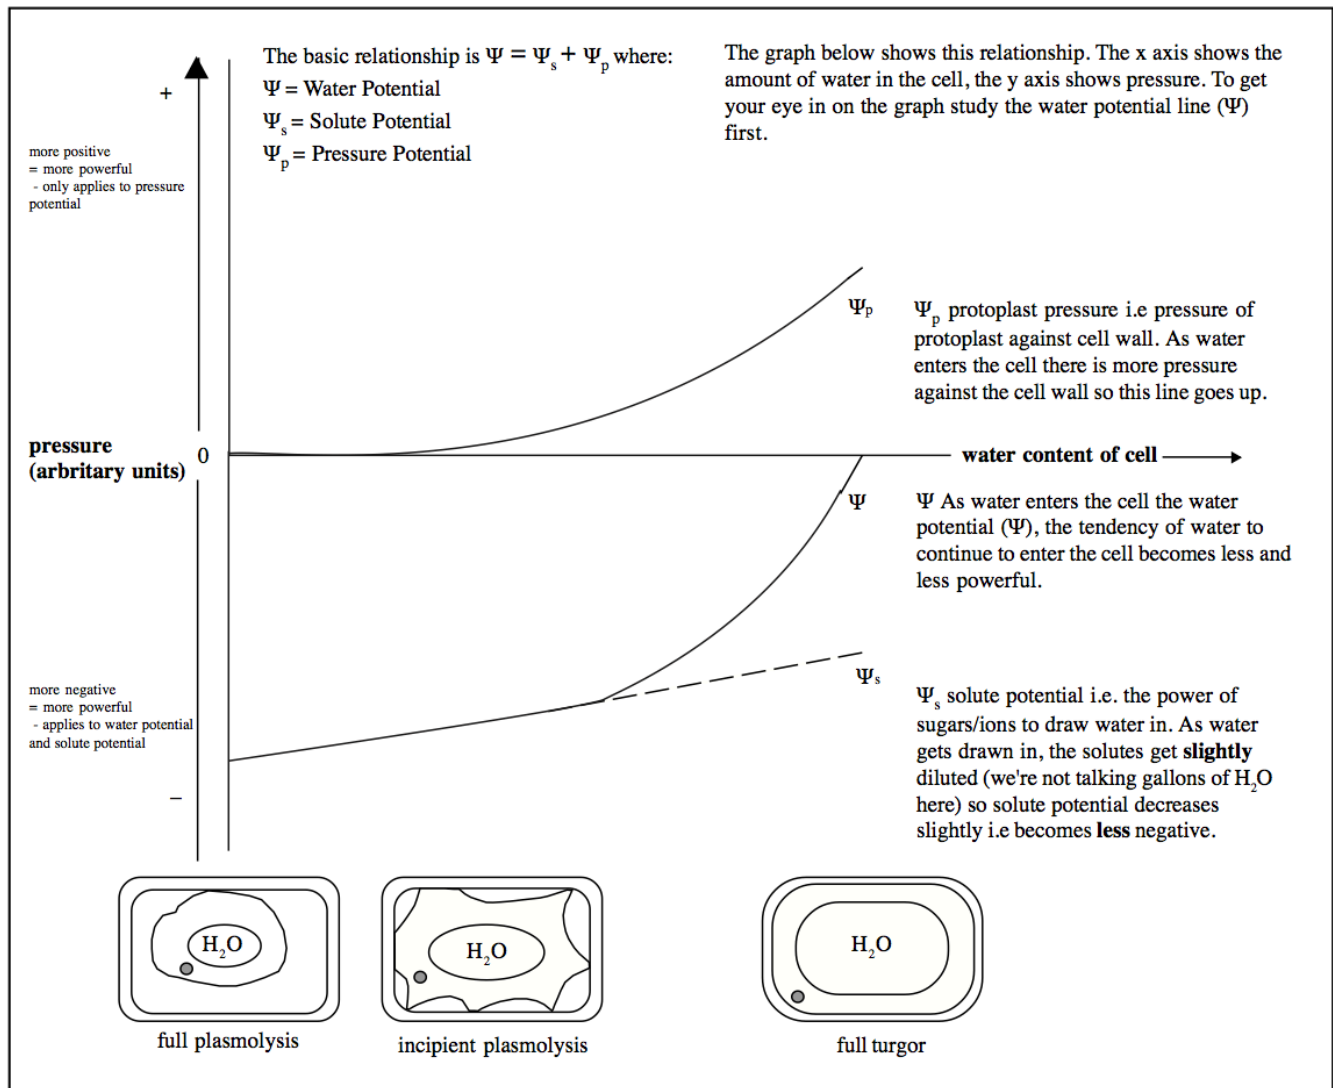 The basic relationship is Ψ = Ψs + Ψp where:
Ψ = Water Potential
Ψs = Solute Potential
Ψp = Pressure Potential
The graph below shows this relationship. The x axis shows the
amount of water in the cell, the y axis shows pressure. To get
your eye in on the graph study the water potential line (Ψ)
first.
+
more positive
= more powerful
- only applies to pressure
potential
Ψp
Ψp protoplast pressure i.e pressure of
protoplast against cell wall. As water
enters the cell there is more pressure
against the cell wall so this line goes up.
pressure
(arbritary units)
0
water content of cell
Ψ
Ψ As water enters the cell the water
potential (Ψ), the tendency of water to
continue to enter the cell becomes less and
less powerful.
more negative
= more powerful
- applies to water potential
and solute potential
–
Ψs
Ψs solute potential i.e. the power of
sugars/ions to draw water in. As water
gets drawn in, the solutes get slightly
diluted (we're not talking gallons of H2O
here) so solute potential decreases
slightly i.e becomes less negative.
H2O
H2O
H2O
full plasmolysis
incipient plasmolysis
full turgor